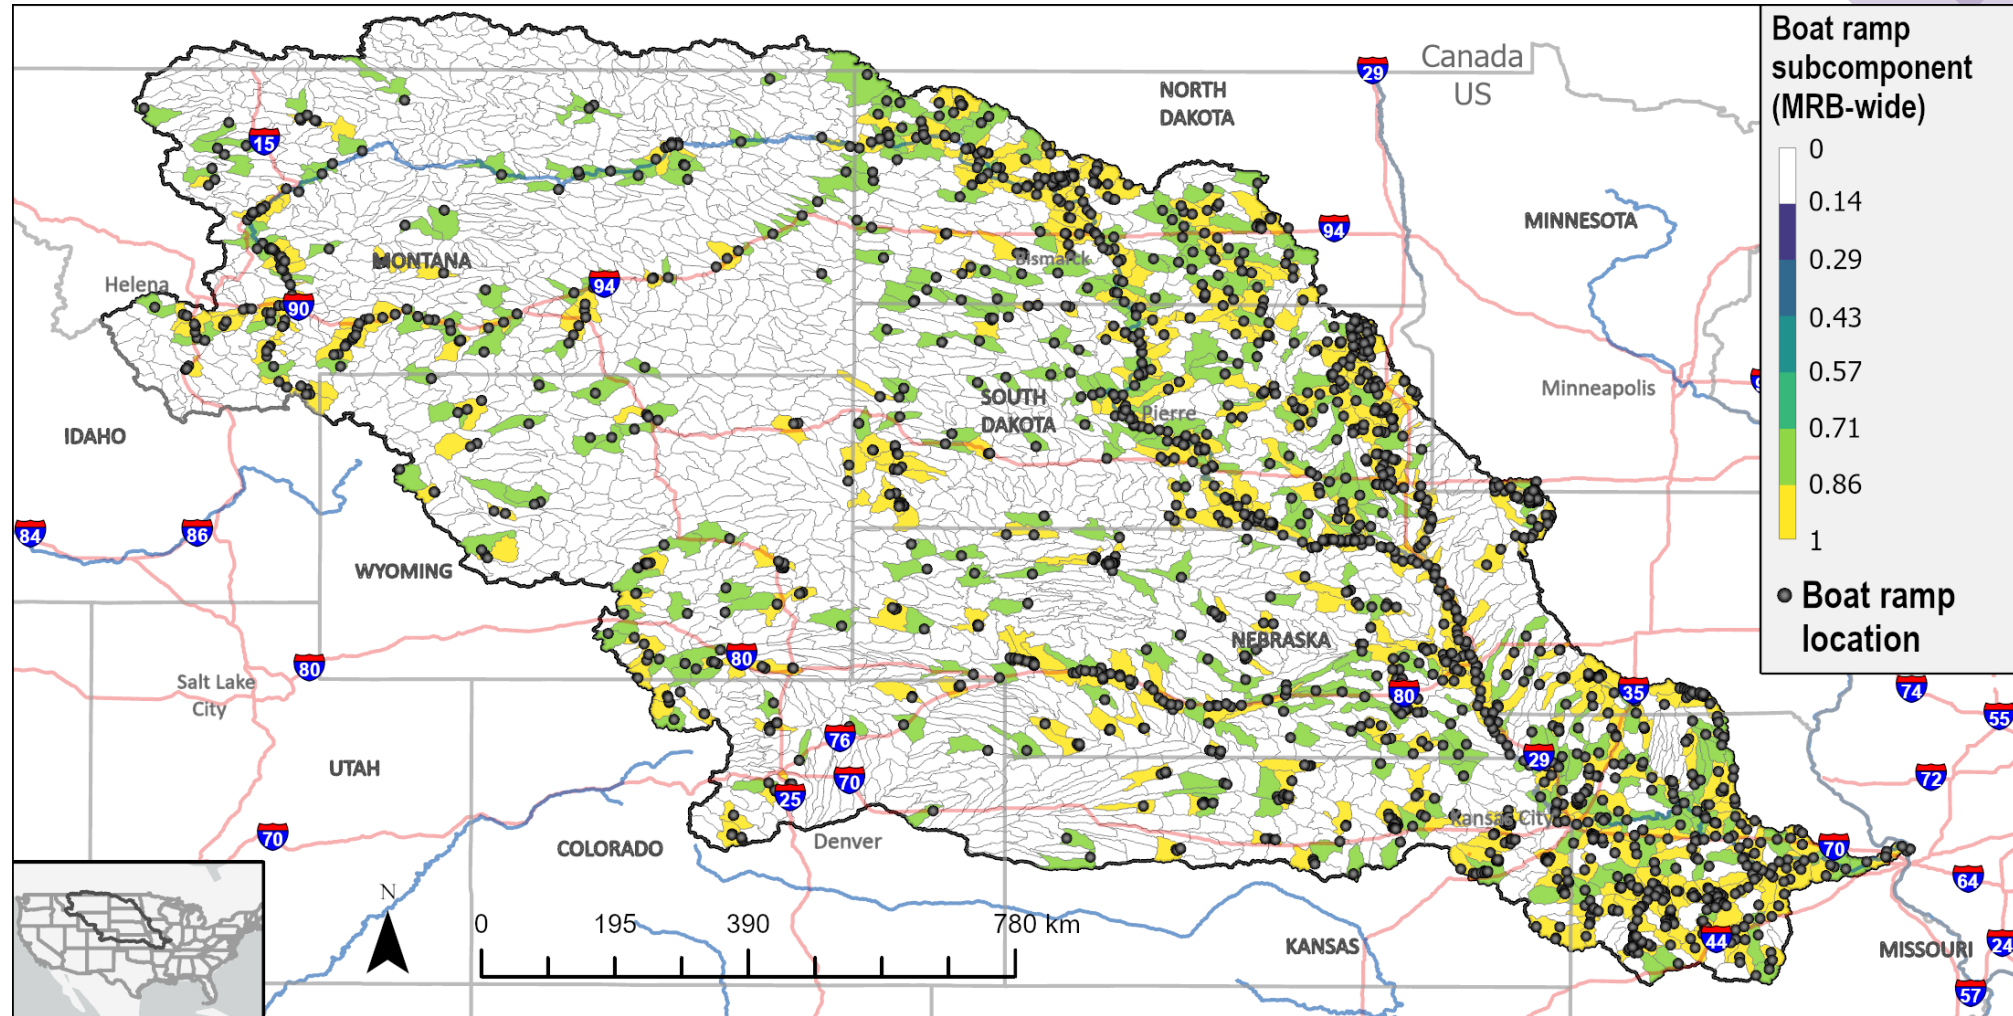 Boat ramp
subcomponent
(MRB-wide)
0
0.14
0.29
0.43
0.57
0.71
0.86
1
Boat ramp
location
Canada
US
29
NORTH
DAKOTA
15
MINNESOTA
94
MONTANA
Bismarck
Helena
94
90
Minneapolis
SOUTH
DAKOTA
Pierre
IDAHO
84
86
WYOMING
NEBRASKA
80
80
80
Salt Lake
City
35
74
55
76
29
72
UTAH
70
25
70
Kansas City
COLORADO
Denver
70
64
N
0
195
390
780 km
KANSAS
44
MISSOURI
24
57